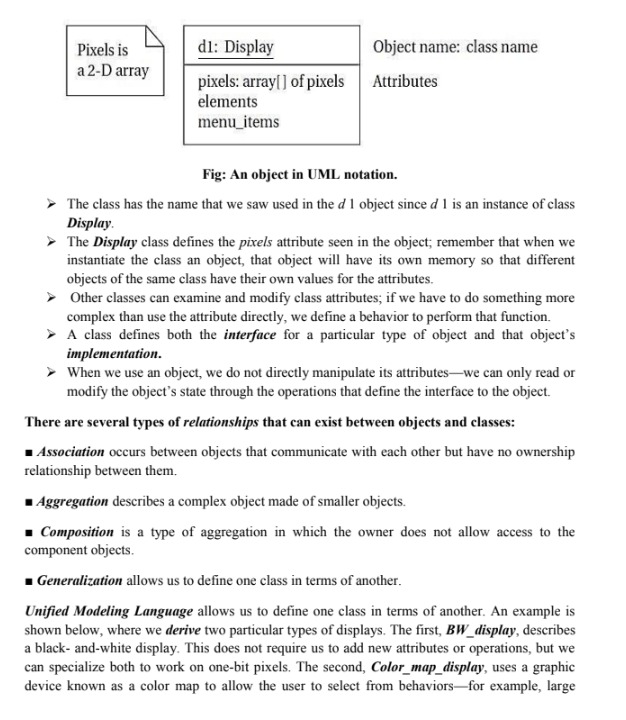 Pixels is
a 2-D array
d1: Display
pixels: array[] of pixels
elements
menu_items
Object name: class name
Attributes
Fig: An object in UML notation.
➢ The class has the name that we saw used in the d 1 object since d 1 is an instance of class
Display.
➢ The Display class defines the pixels attribute seen in the object; remember that when we
instantiate the class an object, that object will have its own memory so that different
objects of the same class have their own values for the attributes.
➢ Other classes can examine and modify class attributes; if we have to do something more
complex than use the attribute directly, we define a behavior to perform that function.
➢ A class defines both the interface for a particular type of object and that object's
implementation.
➢ When we use an object, we do not directly manipulate its attributes—we can only read or
modify the object's state through the operations that define the interface to the object.
There are several types of relationships that can exist between objects and classes:
■ Association occurs between objects that communicate with each other but have no ownership
relationship between them.
■ Aggregation describes a complex object made of smaller objects.
■ Composition is a type of aggregation in which the owner does not allow access to the
component objects.
■ Generalization allows us to define one class in terms of another.
Unified Modeling Language allows us to define one class in terms of another. An example is
shown below, where we derive two particular types of displays. The first, BW_display, describes
a black- and-white display. This does not require us to add new attributes or operations, but we
can specialize both to work on one-bit pixels. The second, Color_map_display, uses a graphic
device known as a color map to allow the user to select from behaviors—for example, large